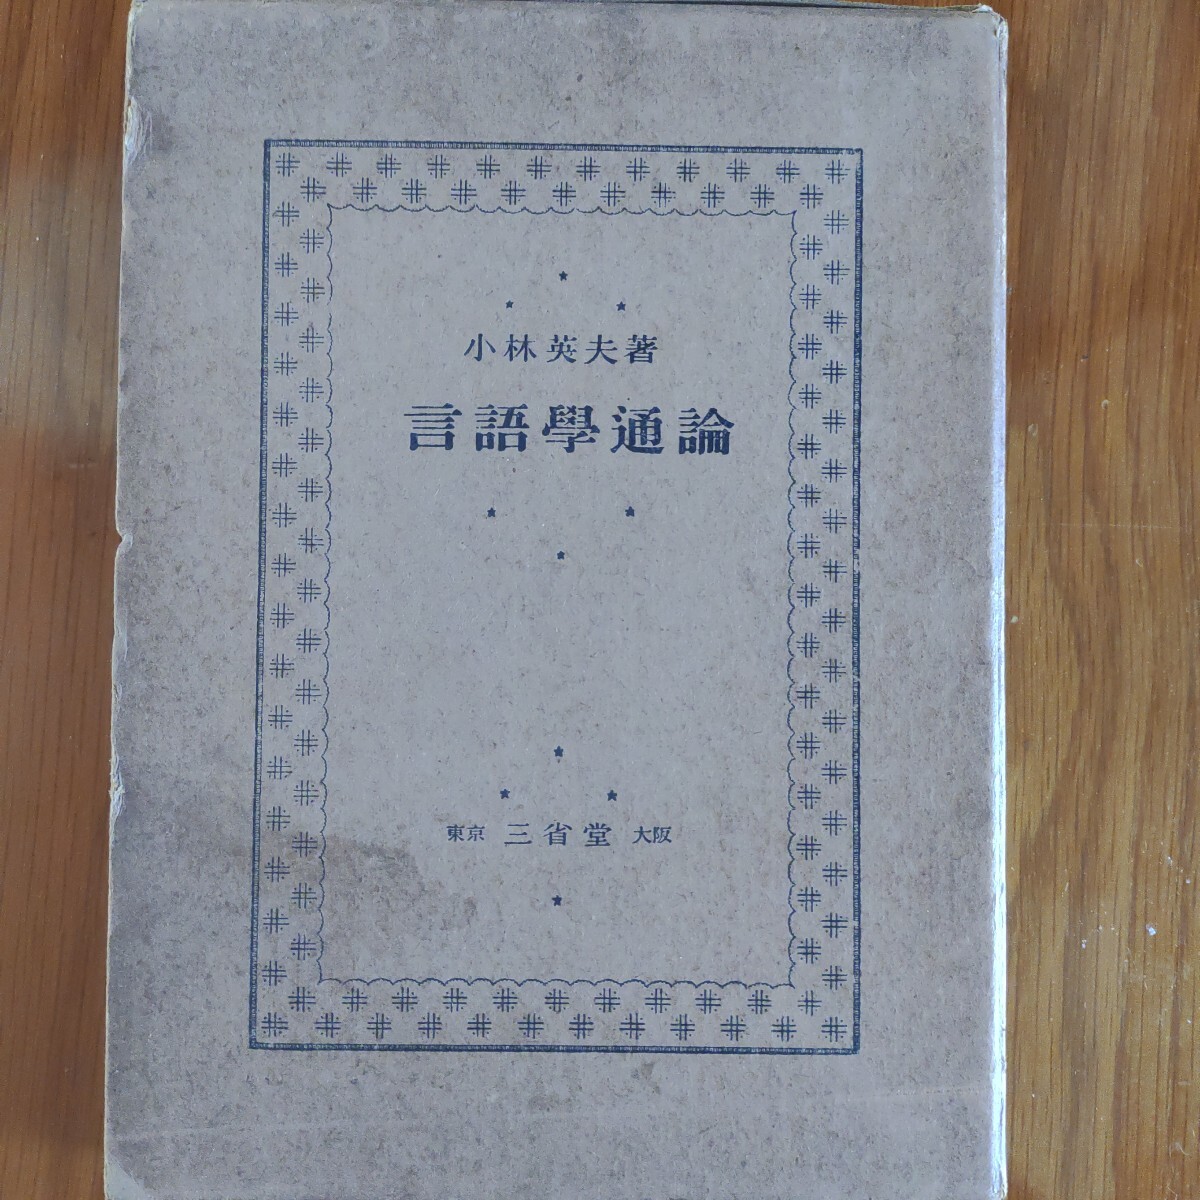 小林英夫著
言語學通論
東京 三省堂 大阪